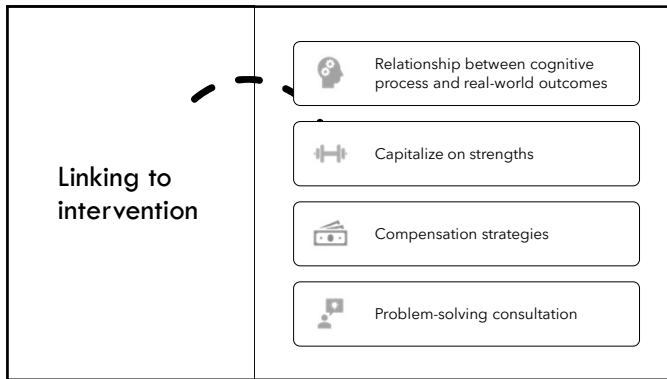 Linking to
intervention
Relationship between cognitive
process and real-world outcomes
Capitalize on strengths
Compensation strategies
Problem-solving consultation